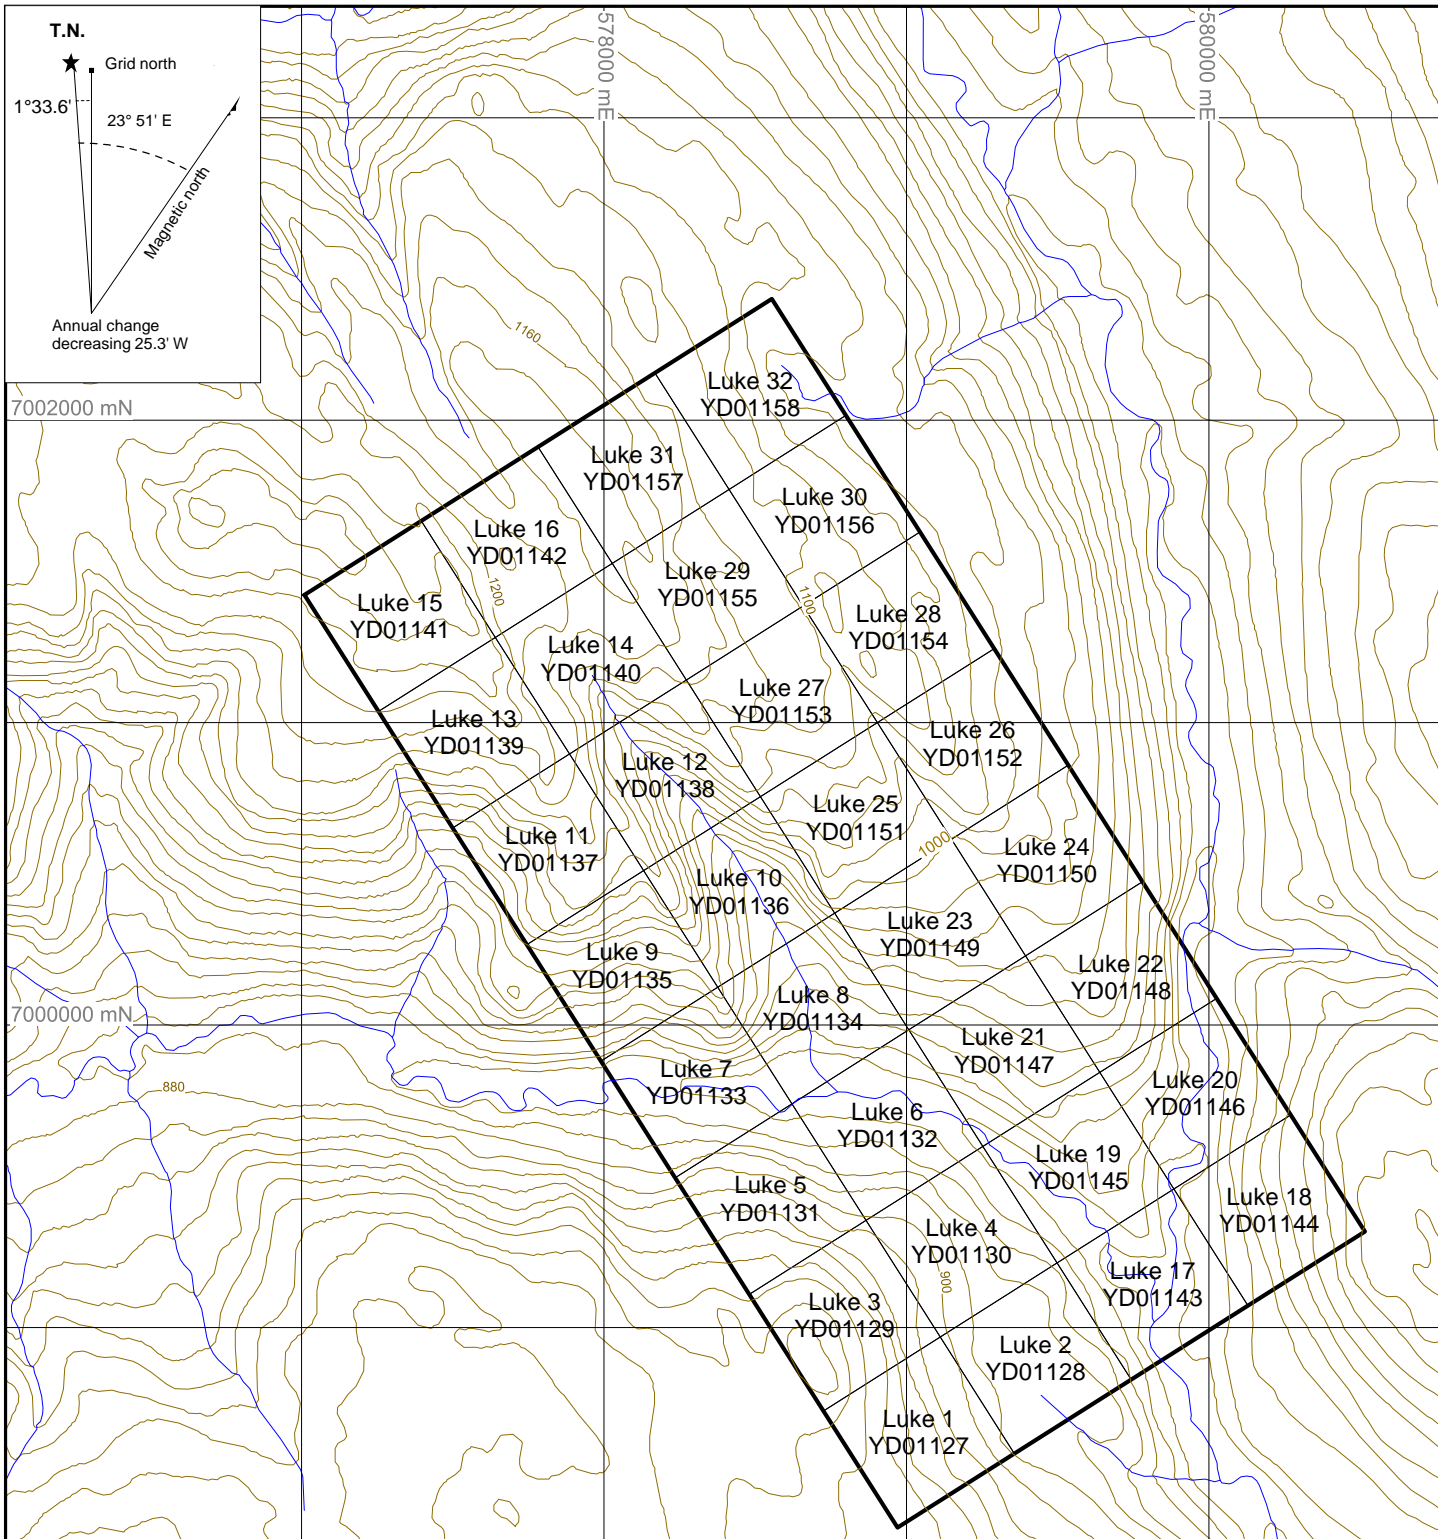 T.N.
Grid north
1°33.6'
23° 51' E
Magnetic north
Annual change
decreasing 25.3' W
578000 mE
580000 mE
7002000 mN
7000000 mN
1160
1200
1100
1000
900
880
Luke 32
YD01158
Luke 31
YD01157
Luke 30
YD01156
Luke 16
YD01142
Luke 29
YD01155
Luke 15
YD01141
Luke 28
YD01154
Luke 14
YD01140
Luke 27
YD01153
Luke 13
YD01139
Luke 26
YD01152
Luke 12
YD01138
Luke 25
YD01151
Luke 11
YD01137
Luke 24
YD01150
Luke 10
YD01136
Luke 23
YD01149
Luke 9
YD01135
Luke 22
YD01148
Luke 8
YD01134
Luke 21
YD01147
Luke 7
YD01133
Luke 20
YD01146
Luke 6
YD01132
Luke 19
YD01145
Luke 5
YD01131
Luke 18
YD01144
Luke 4
YD01130
Luke 17
YD01143
Luke 3
YD01129
Luke 2
YD01128
Luke 1
YD01127